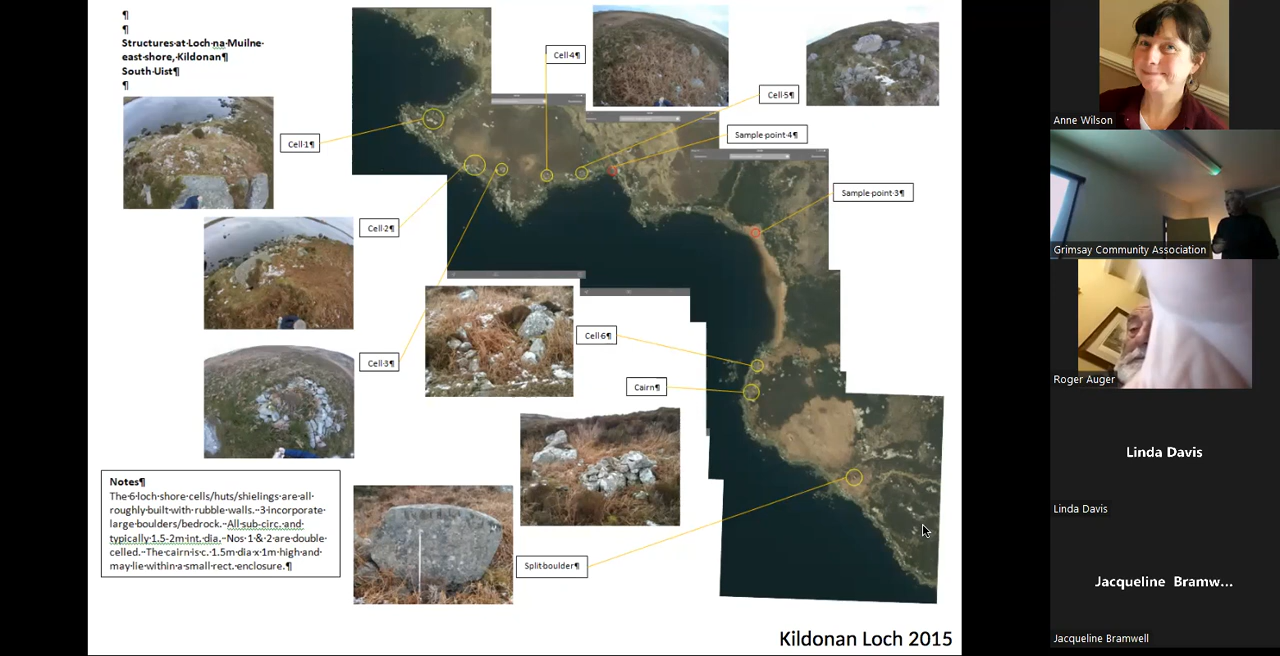 ¶
¶
Structures·at·Loch·na·Muilne·
east·shore,·Kildonan¶
South·Uist¶
¶
Cell·4¶
Cell·5¶
Sample·point·4¶
Cell·1¶
Sample·point·3¶
Cell·2¶
Cell·6¶
Cell·3¶
Cairn¶
Notes¶
The·6·loch·shore·cells/huts/shielings·are·all·
roughly·built·with·rubble·walls.··3·incorporate·
large·boulders/bedrock.··All·sub·circ.·and·
typically·1.5-2m·int.·dia.··Nos·1·&·2·are·double·
celled.··The·cairn·is·c.·1.5m·dia·x·1m·high·and·
may·lie·within·a·small·rect.·enclosure.¶
Split·boulder¶
Kildonan Loch 2015
Anne Wilson
Grimsay Community Association
Roger Auger
Linda Davis
Linda Davis
Jacqueline Bramw...
Jacqueline Bramwell